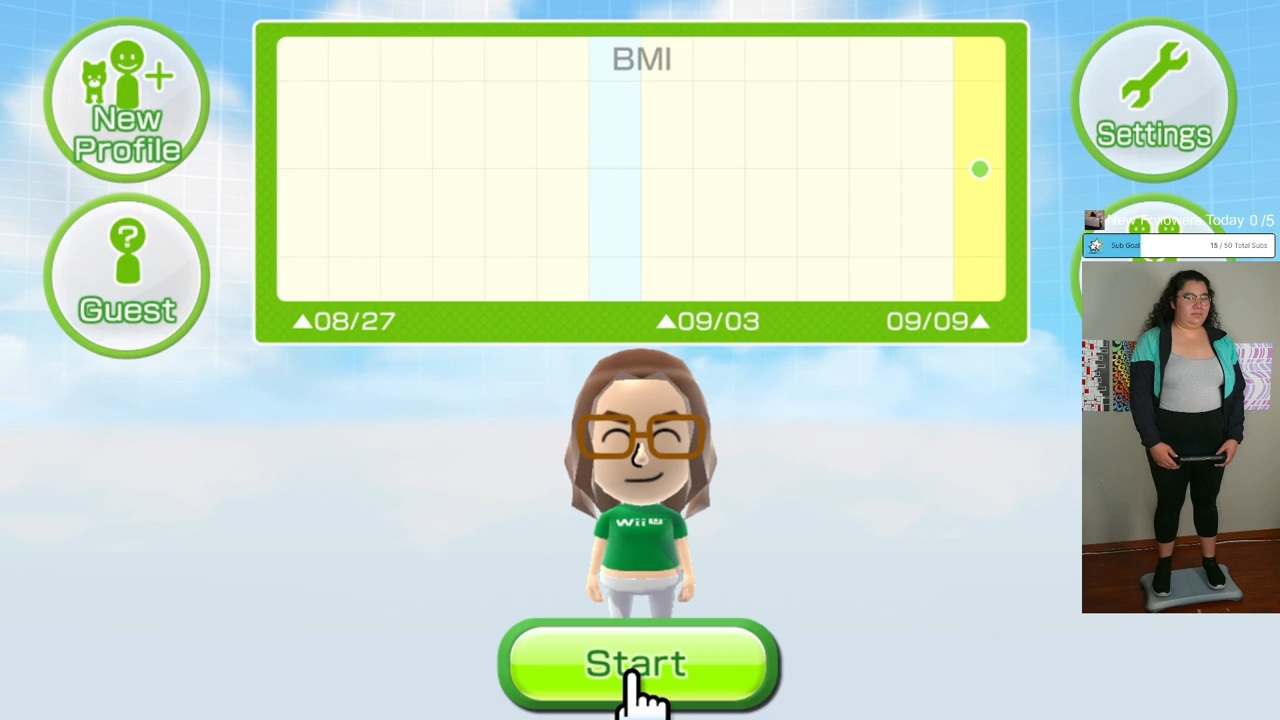 BMI
New
Profile
Settings
New Followers Today 0 /5
Sub Goal
15 / 50 Total Subs
Guest
▲08/27
▲09/03
09/09▲
Wii U
Start